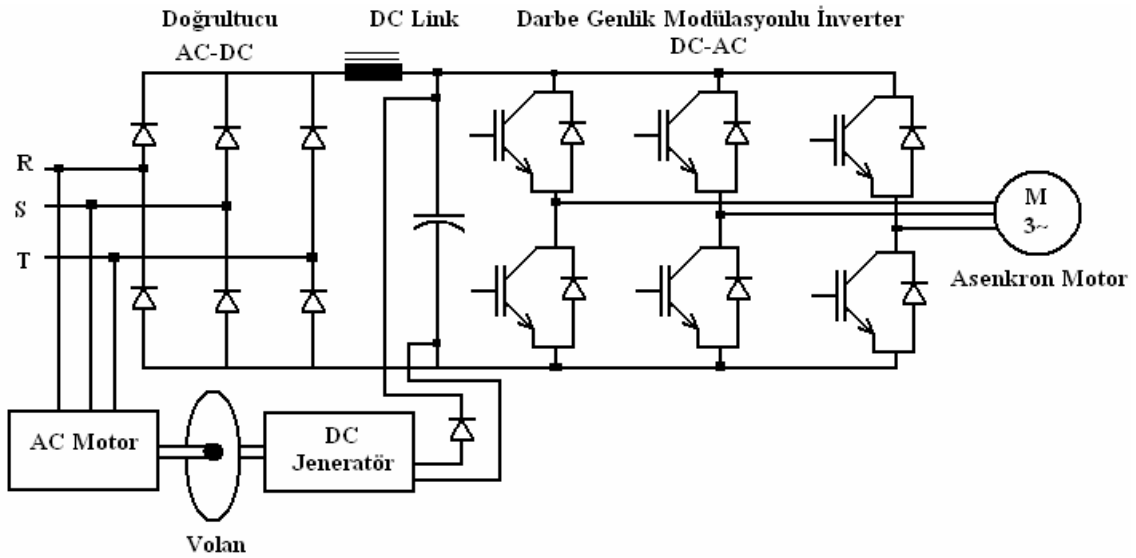 Doğrultucu
AC-DC
DC Link
Darbe Genlik Modülasyonlu İnverter
DC-AC
R
S
T
M
3~
Asenkron Motor
AC Motor
DC
Jeneratör
Volan